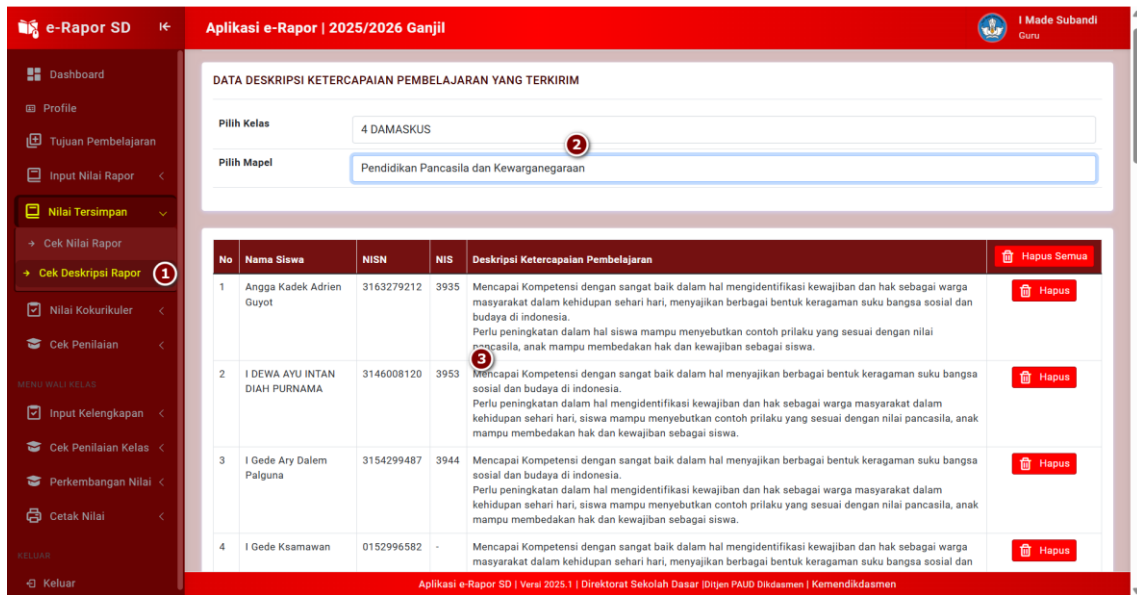 e-Rapor SD
Aplikasi e-Rapor | 2025/2026 Ganjil
I Made Subandi
Guru
Dashboard
Profile
Tujuan Pembelajaran
Input Nilai Rapor
Nilai Tersimpan
Cek Nilai Rapor
Cek Deskripsi Rapor
1
Nilai Kokurikuler
Cek Penilaian
MENU WALI KELAS
Input Kelengkapan
Cek Penilaian Kelas
Perkembangan Nilai
Cetak Nilai
KELUAR
Keluar
DATA DESKRIPSI KETERCAPAIAN PEMBELAJARAN YANG TERKIRIM
Pilih Kelas
4 DAMASKUS
2
Pilih Mapel
Pendidikan Pancasila dan Kewarganegaraan
No Nama Siswa NISN NIS Deskripsi Ketercapaian Pembelajaran Hapus Semua
1 Angga Kadek Adrien 3163279212 3935 Mencapai Kompetensi dengan sangat baik dalam hal mengidentifikasi kewajiban dan hak sebagai warga Hapus
Guyot masyarakat dalam kehidupan sehari hari, menyajikan berbagai bentuk keragaman suku bangsa sosial dan
budaya di indonesia.
Perlu peningkatan dalam hal siswa mampu menyebutkan contoh prilaku yang sesuai dengan nilai
pancasila, anak mampu membedakan hak dan kewajiban sebagai siswa.
3
2 I DEWA AYU INTAN 3146008120 3953 Mencapai Kompetensi dengan sangat baik dalam hal menyajikan berbagai bentuk keragaman suku bangsa Hapus
DIAH PURNAMA sosial dan budaya di indonesia.
Perlu peningkatan dalam hal mengidentifikasi kewajiban dan hak sebagai warga masyarakat dalam
kehidupan sehari hari, siswa mampu menyebutkan contoh prilaku yang sesuai dengan nilai pancasila, anak
mampu membedakan hak dan kewajiban sebagai siswa.
3 I Gede Ary Dalem 3154299487 3944 Mencapai Kompetensi dengan sangat baik dalam hal menyajikan berbagai bentuk keragaman suku bangsa Hapus
Palguna sosial dan budaya di indonesia.
Perlu peningkatan dalam hal mengidentifikasi kewajiban dan hak sebagai warga masyarakat dalam
kehidupan sehari hari, siswa mampu menyebutkan contoh prilaku yang sesuai dengan nilai pancasila, anak
mampu membedakan hak dan kewajiban sebagai siswa.
4 I Gede Ksamawan 0152996582 - Mencapai Kompetensi dengan sangat baik dalam hal mengidentifikasi kewajiban dan hak sebagai warga Hapus
masyarakat dalam kehidupan sehari hari, menyajikan berbagai bentuk keragaman suku bangsa sosial dan
Aplikasi e-Rapor SD | Versi 2025.1 | Direktorat Sekolah Dasar |Ditjen PAUD Dikdasmen | Kemendikdasmen